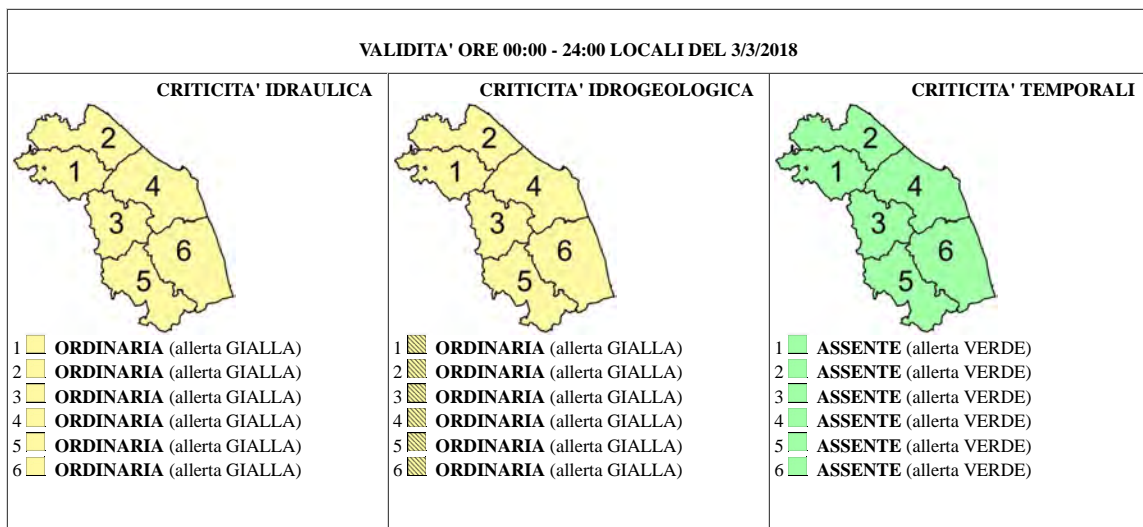 VALIDITA' ORE 00:00 - 24:00 LOCALI DEL 3/3/2018
CRITICITA' IDRAULICA
2
1
4
3
6
5
1 ORDINARIA (allerta GIALLA)
2 ORDINARIA (allerta GIALLA)
3 ORDINARIA (allerta GIALLA)
4 ORDINARIA (allerta GIALLA)
5 ORDINARIA (allerta GIALLA)
6 ORDINARIA (allerta GIALLA)
CRITICITA' IDROGEOLOGICA
2
1
4
3
6
5
1 ORDINARIA (allerta GIALLA)
2 ORDINARIA (allerta GIALLA)
3 ORDINARIA (allerta GIALLA)
4 ORDINARIA (allerta GIALLA)
5 ORDINARIA (allerta GIALLA)
6 ORDINARIA (allerta GIALLA)
CRITICITA' TEMPORALI
2
1
4
3
6
5
1 ASSENTE (allerta VERDE)
2 ASSENTE (allerta VERDE)
3 ASSENTE (allerta VERDE)
4 ASSENTE (allerta VERDE)
5 ASSENTE (allerta VERDE)
6 ASSENTE (allerta VERDE)